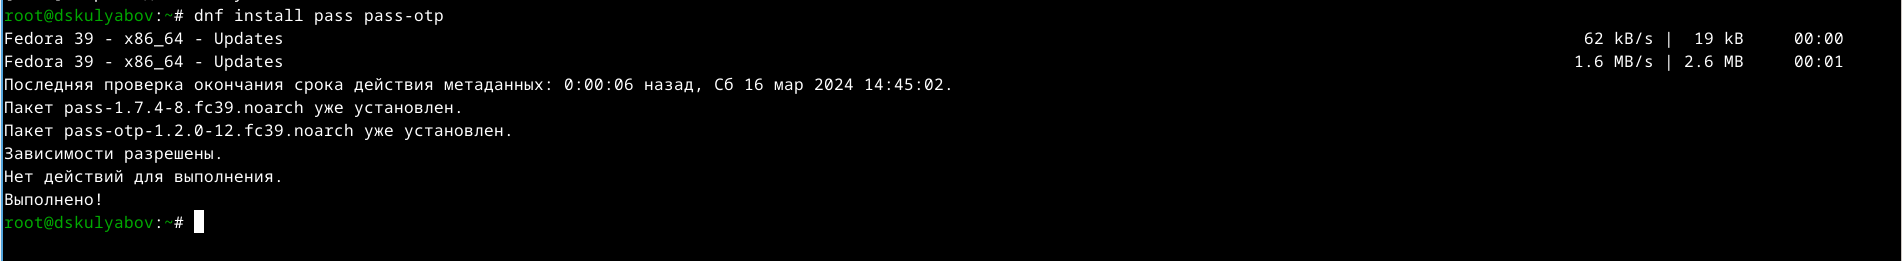 root@dskulyabov:~# dnf install pass pass-otp
Fedora 39 - x86_64 - Updates 62 kB/s | 19 kB 00:00
Fedora 39 - x86_64 - Updates 1.6 MB/s | 2.6 MB 00:01
Последняя проверка окончания срока действия метаданных: 0:00:06 назад, Сб 16 мар 2024 14:45:02.
Пакет pass-1.7.4-8.fc39.noarch уже установлен.
Пакет pass-otp-1.2.0-12.fc39.noarch уже установлен.
Зависимости разрешены.
Нет действий для выполнения.
Выполнено!
root@dskulyabov:~#